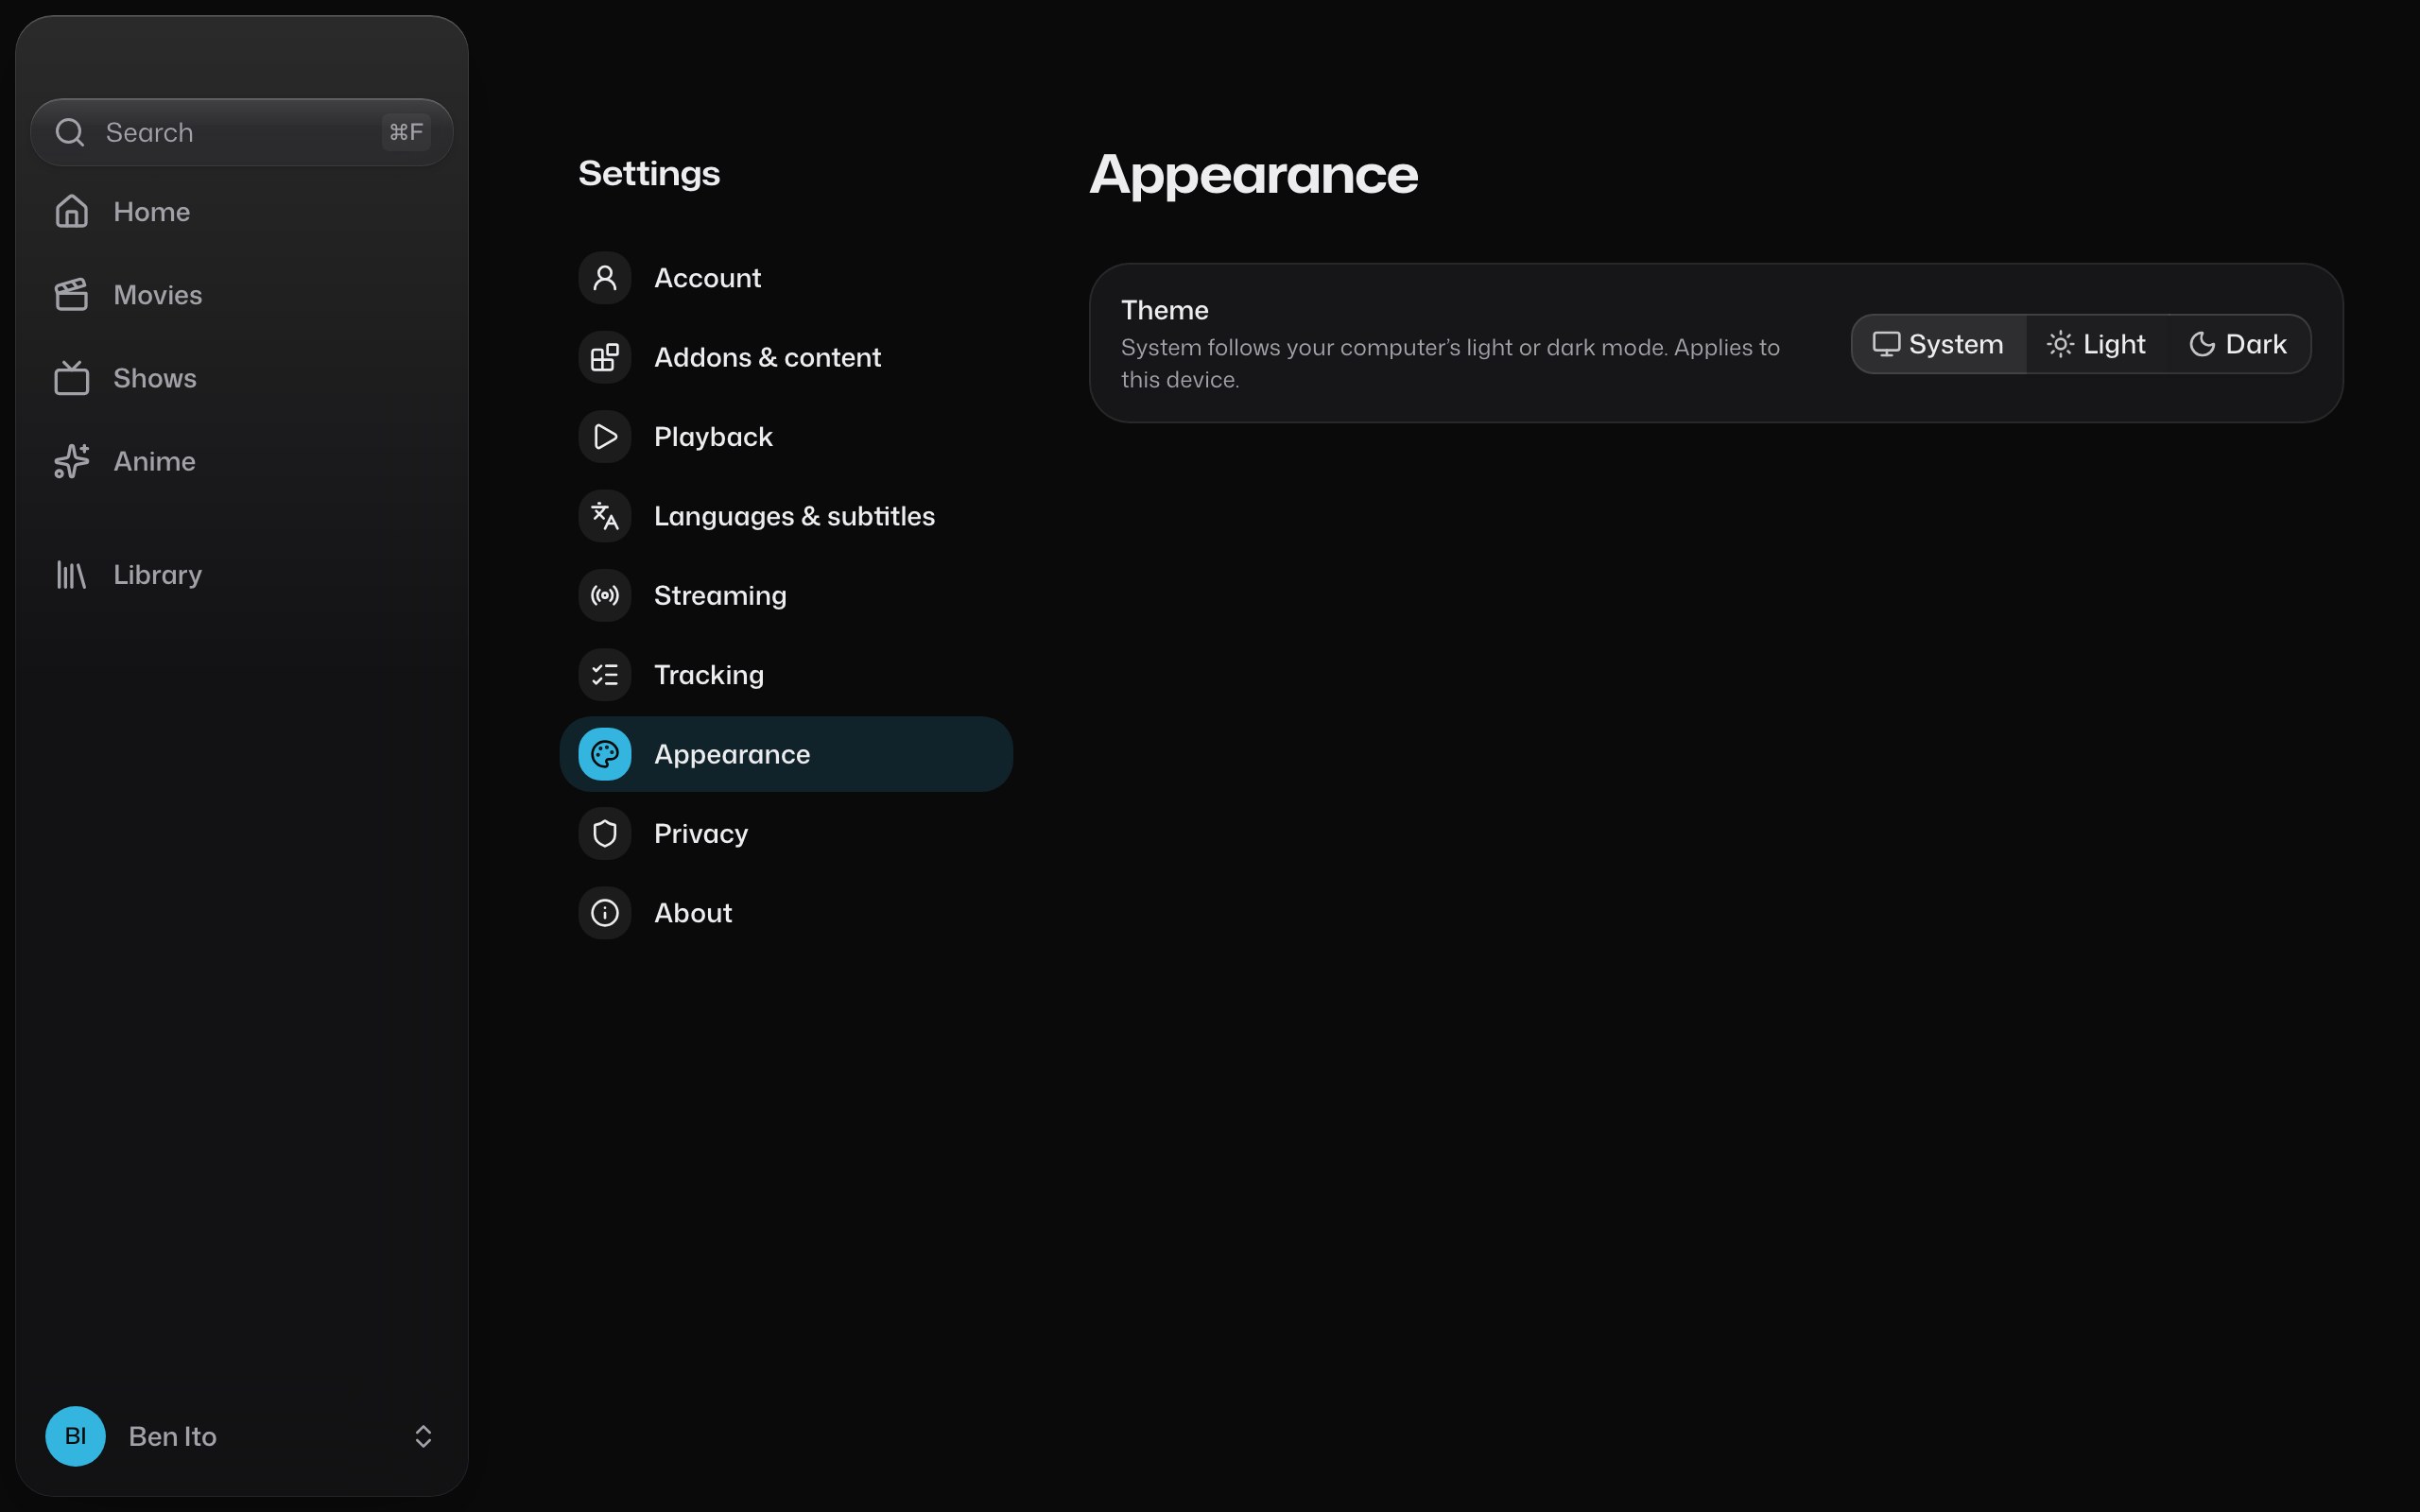 Search ⌘F
Home
Movies
Shows
Anime
Library
BI Ben Ito
Settings
Account
Addons & content
Playback
Languages & subtitles
Streaming
Tracking
Appearance
Privacy
About
Appearance
Theme
System follows your computer’s light or dark mode. Applies to
this device.
System Light Dark